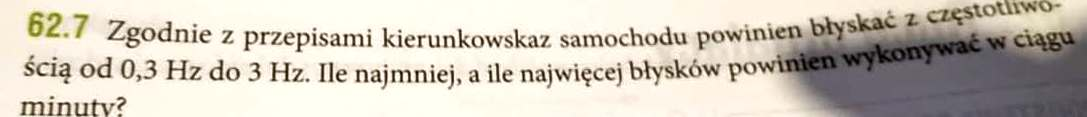 62.7 Zgodnie z przepisami kierunkowskaz samochodu powinien błyskać z częstotliwo-
ścią od 0,3 Hz do 3 Hz. Ile najmniej, a ile najwięcej błysków powinien wykonywać w ciągu
minuty?